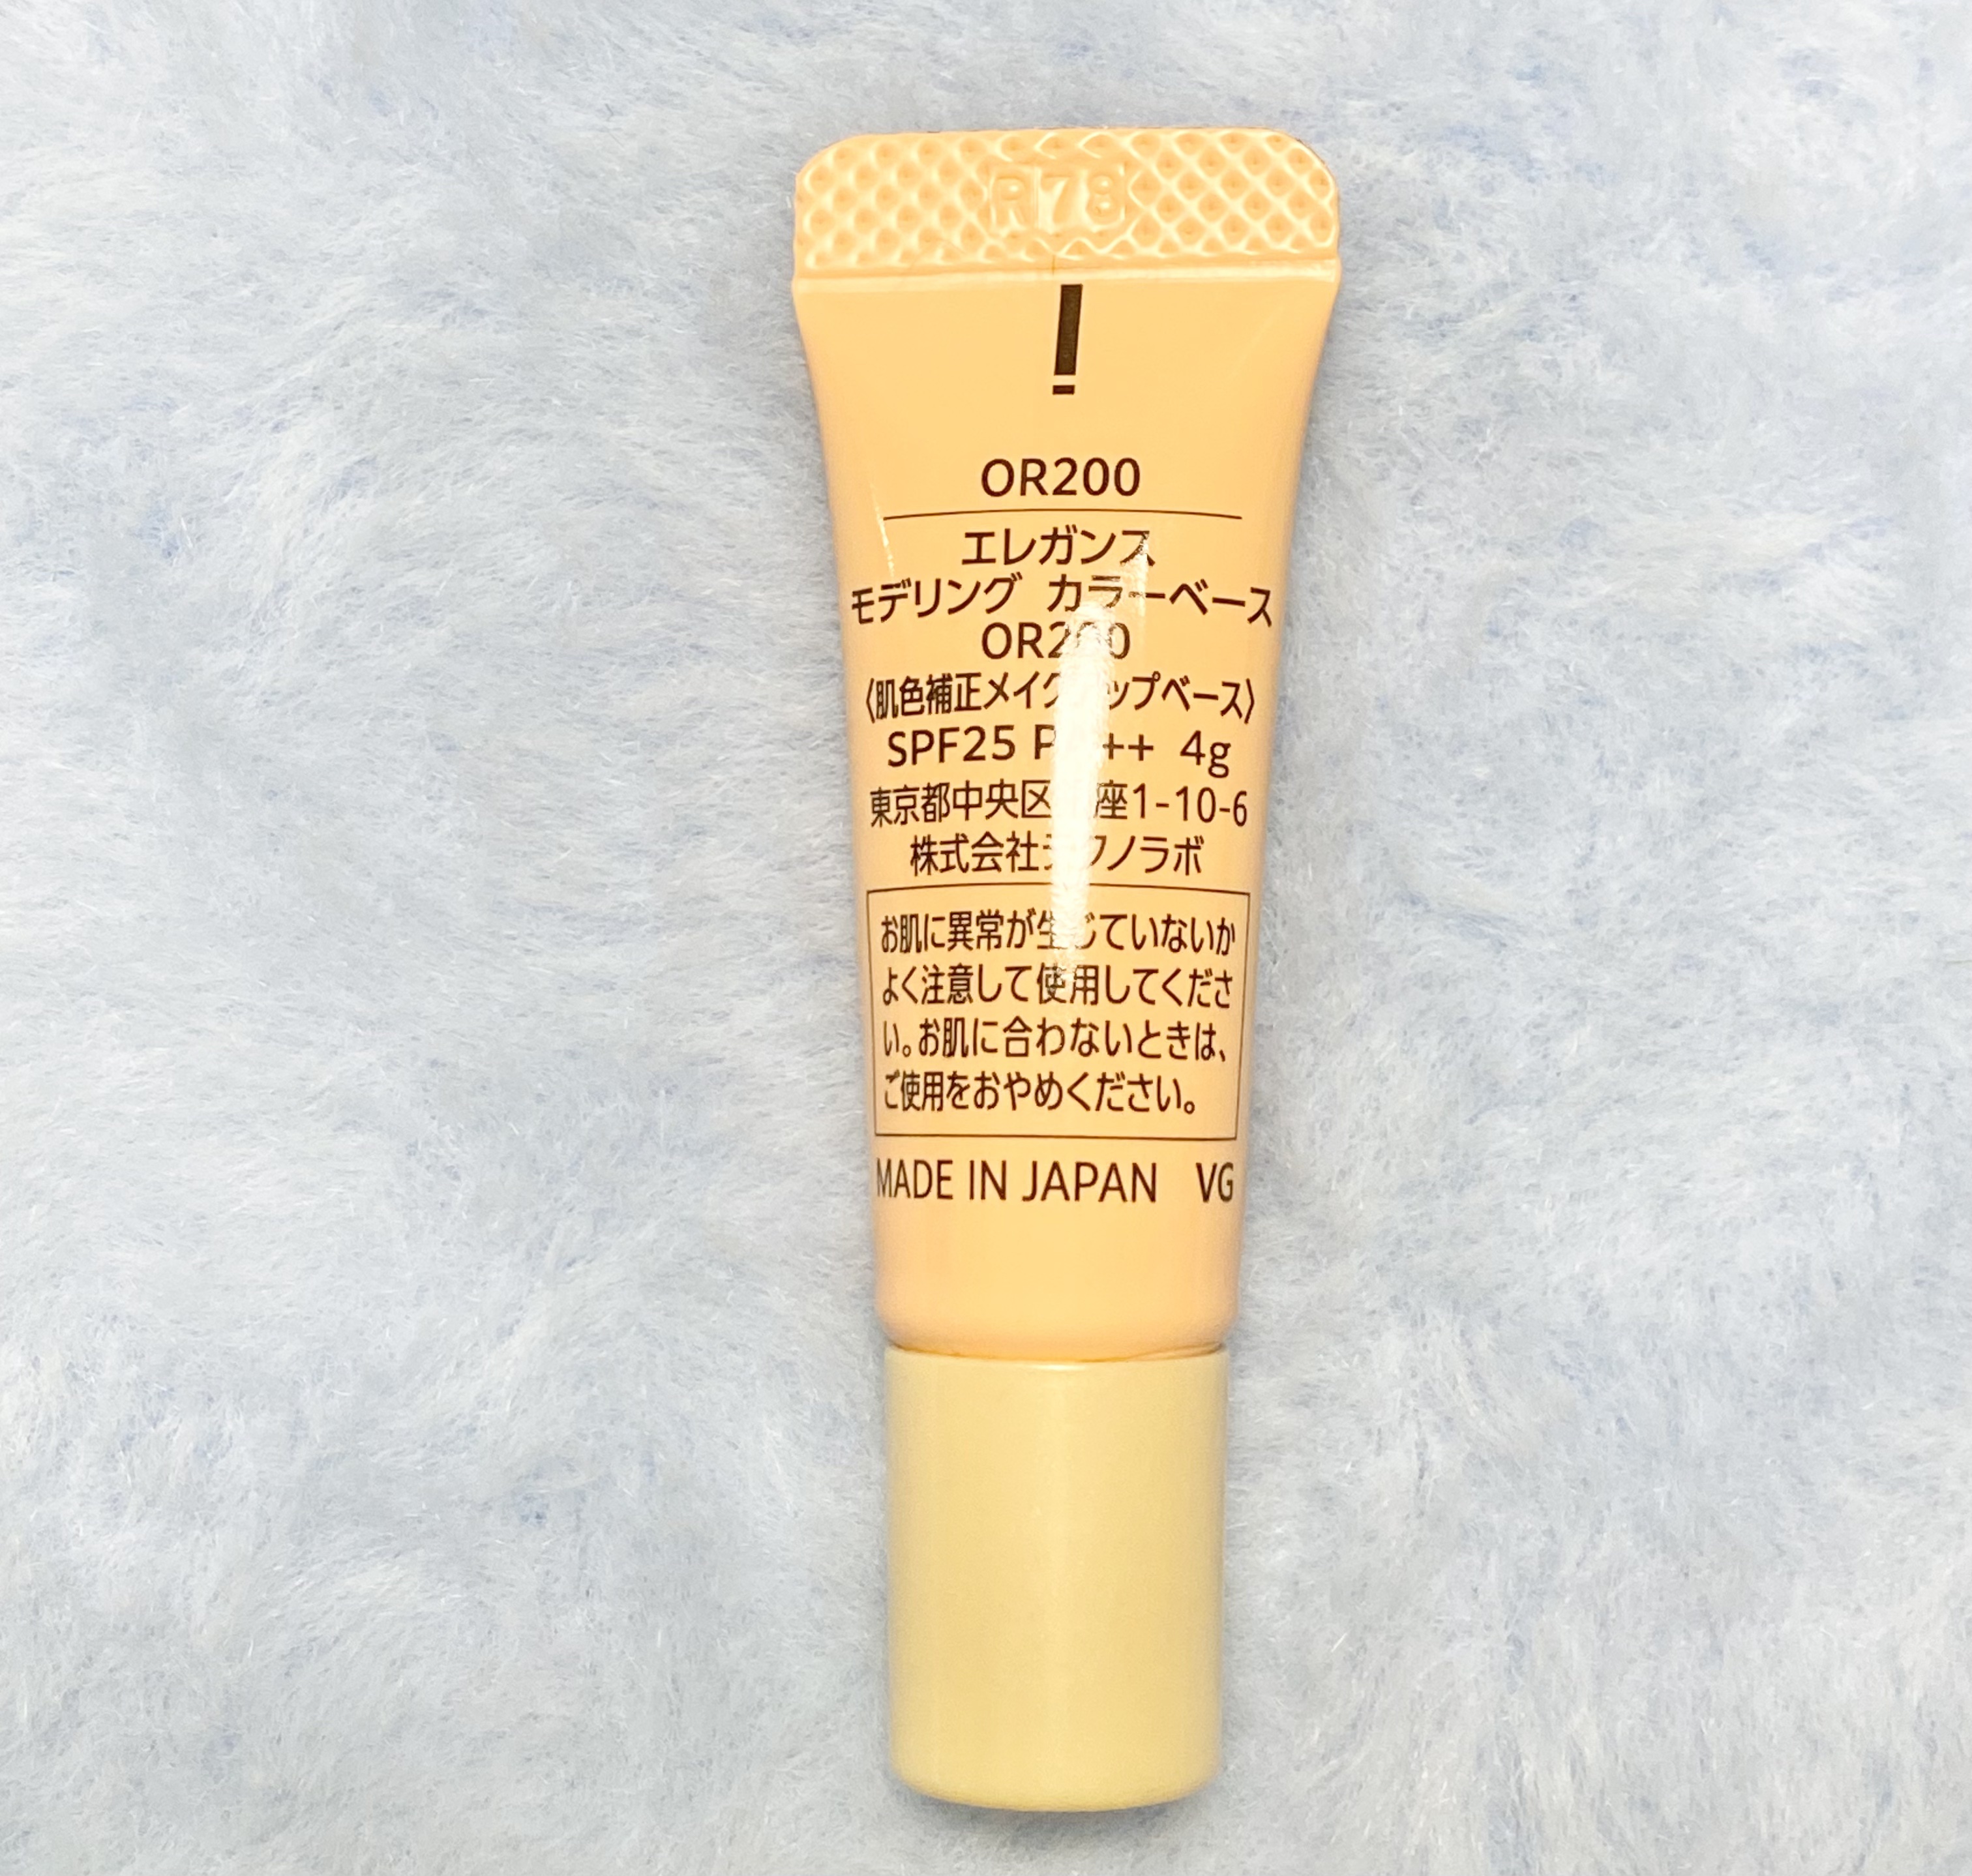 R78
OR200
エレガンス
モデリング カラーベース
OR200
〈肌色補正メイクアップベース〉
SPF25 ++ 4g
東京都中央区 座1-10-6
株式会社テクノラボ
お肌に異常が生じていないか
よく注意して使用してくださ
い。お肌に合わないときは、
ご使用をおやめください。
MADE IN JAPAN VG